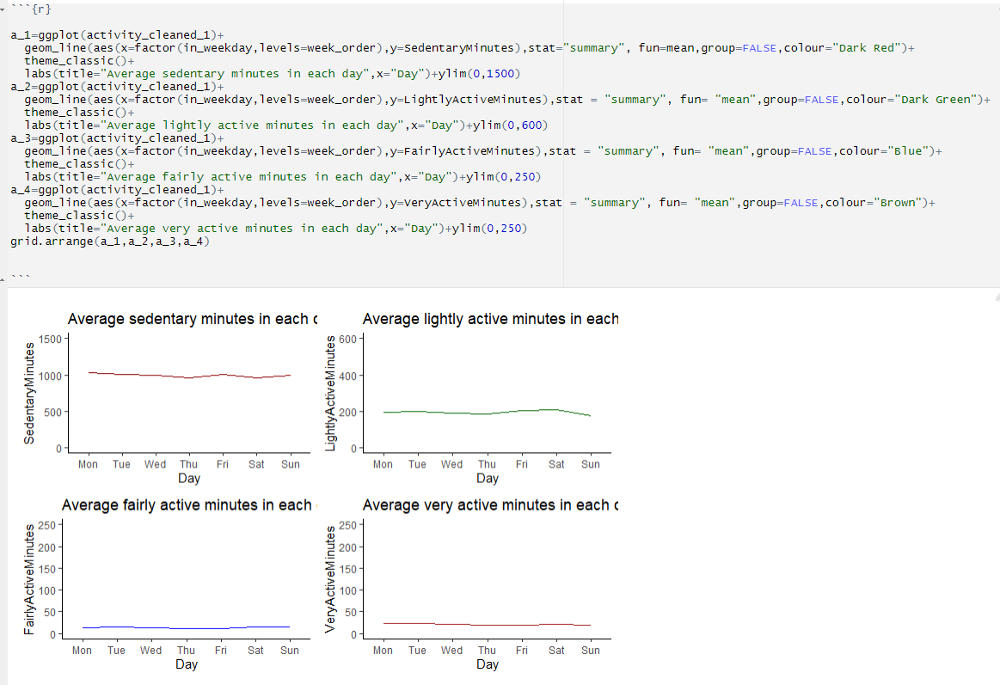 ```{r}
a_1=ggplot(activity_cleaned_1)+
  geom_line(aes(x=factor(in_weekday,levels=week_order),y=SedentaryMinutes),stat="summary", fun=mean,group=FALSE,colour="Dark Red")+
  theme_classic()+
  labs(title="Average sedentary minutes in each day",x="Day")+ylim(0,1500)
a_2=ggplot(activity_cleaned_1)+
  geom_line(aes(x=factor(in_weekday,levels=week_order),y=LightlyActiveMinutes),stat = "summary", fun= "mean",group=FALSE,colour="Dark Green")+
  theme_classic()+
  labs(title="Average lightly active minutes in each day",x="Day")+ylim(0,600)
a_3=ggplot(activity_cleaned_1)+
  geom_line(aes(x=factor(in_weekday,levels=week_order),y=FairlyActiveMinutes),stat = "summary", fun= "mean",group=FALSE,colour="Blue")+
  theme_classic()+
  labs(title="Average fairly active minutes in each day",x="Day")+ylim(0,250)
a_4=ggplot(activity_cleaned_1)+
  geom_line(aes(x=factor(in_weekday,levels=week_order),y=VeryActiveMinutes),stat = "summary", fun= "mean",group=FALSE,colour="Brown")+
  theme_classic()+
  labs(title="Average very active minutes in each day",x="Day")+ylim(0,250)
grid.arrange(a_1,a_2,a_3,a_4)
```
Average sedentary minutes in each
SedentaryMinutes
1500
1000
500
0
Mon Tue Wed Thu Fri Sat Sun
Day
Average lightly active minutes in each
LightlyActiveMinutes
600
400
200
0
Mon Tue Wed Thu Fri Sat Sun
Day
Average fairly active minutes in each
FairlyActiveMinutes
250
200
150
100
50
0
Mon Tue Wed Thu Fri Sat Sun
Day
Average very active minutes in each
VeryActiveMinutes
250
200
150
100
50
0
Mon Tue Wed Thu Fri Sat Sun
Day